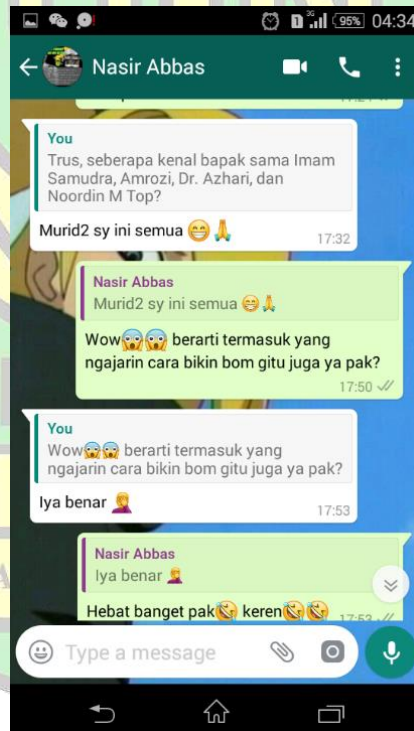 3G
95% 04:34
Nasir Abbas
You
Trus, seberapa kenal bapak sama Imam
Samudra, Amrozi, Dr. Azhari, dan
Noordin M Top?
Murid2 sy ini semua 😁🙏
17:32
Nasir Abbas
Murid2 sy ini semua 😁🙏
Wow😱😱 berarti termasuk yang
ngajarin cara bikin bom gitu juga ya pak?
17:50
You
Wow😱😱 berarti termasuk yang
ngajarin cara bikin bom gitu juga ya pak?
Iya benar 🤦
17:53
Nasir Abbas
Iya benar 🤦
Hebat banget pak🤣 keren🤣🤣
17:53
Type a message